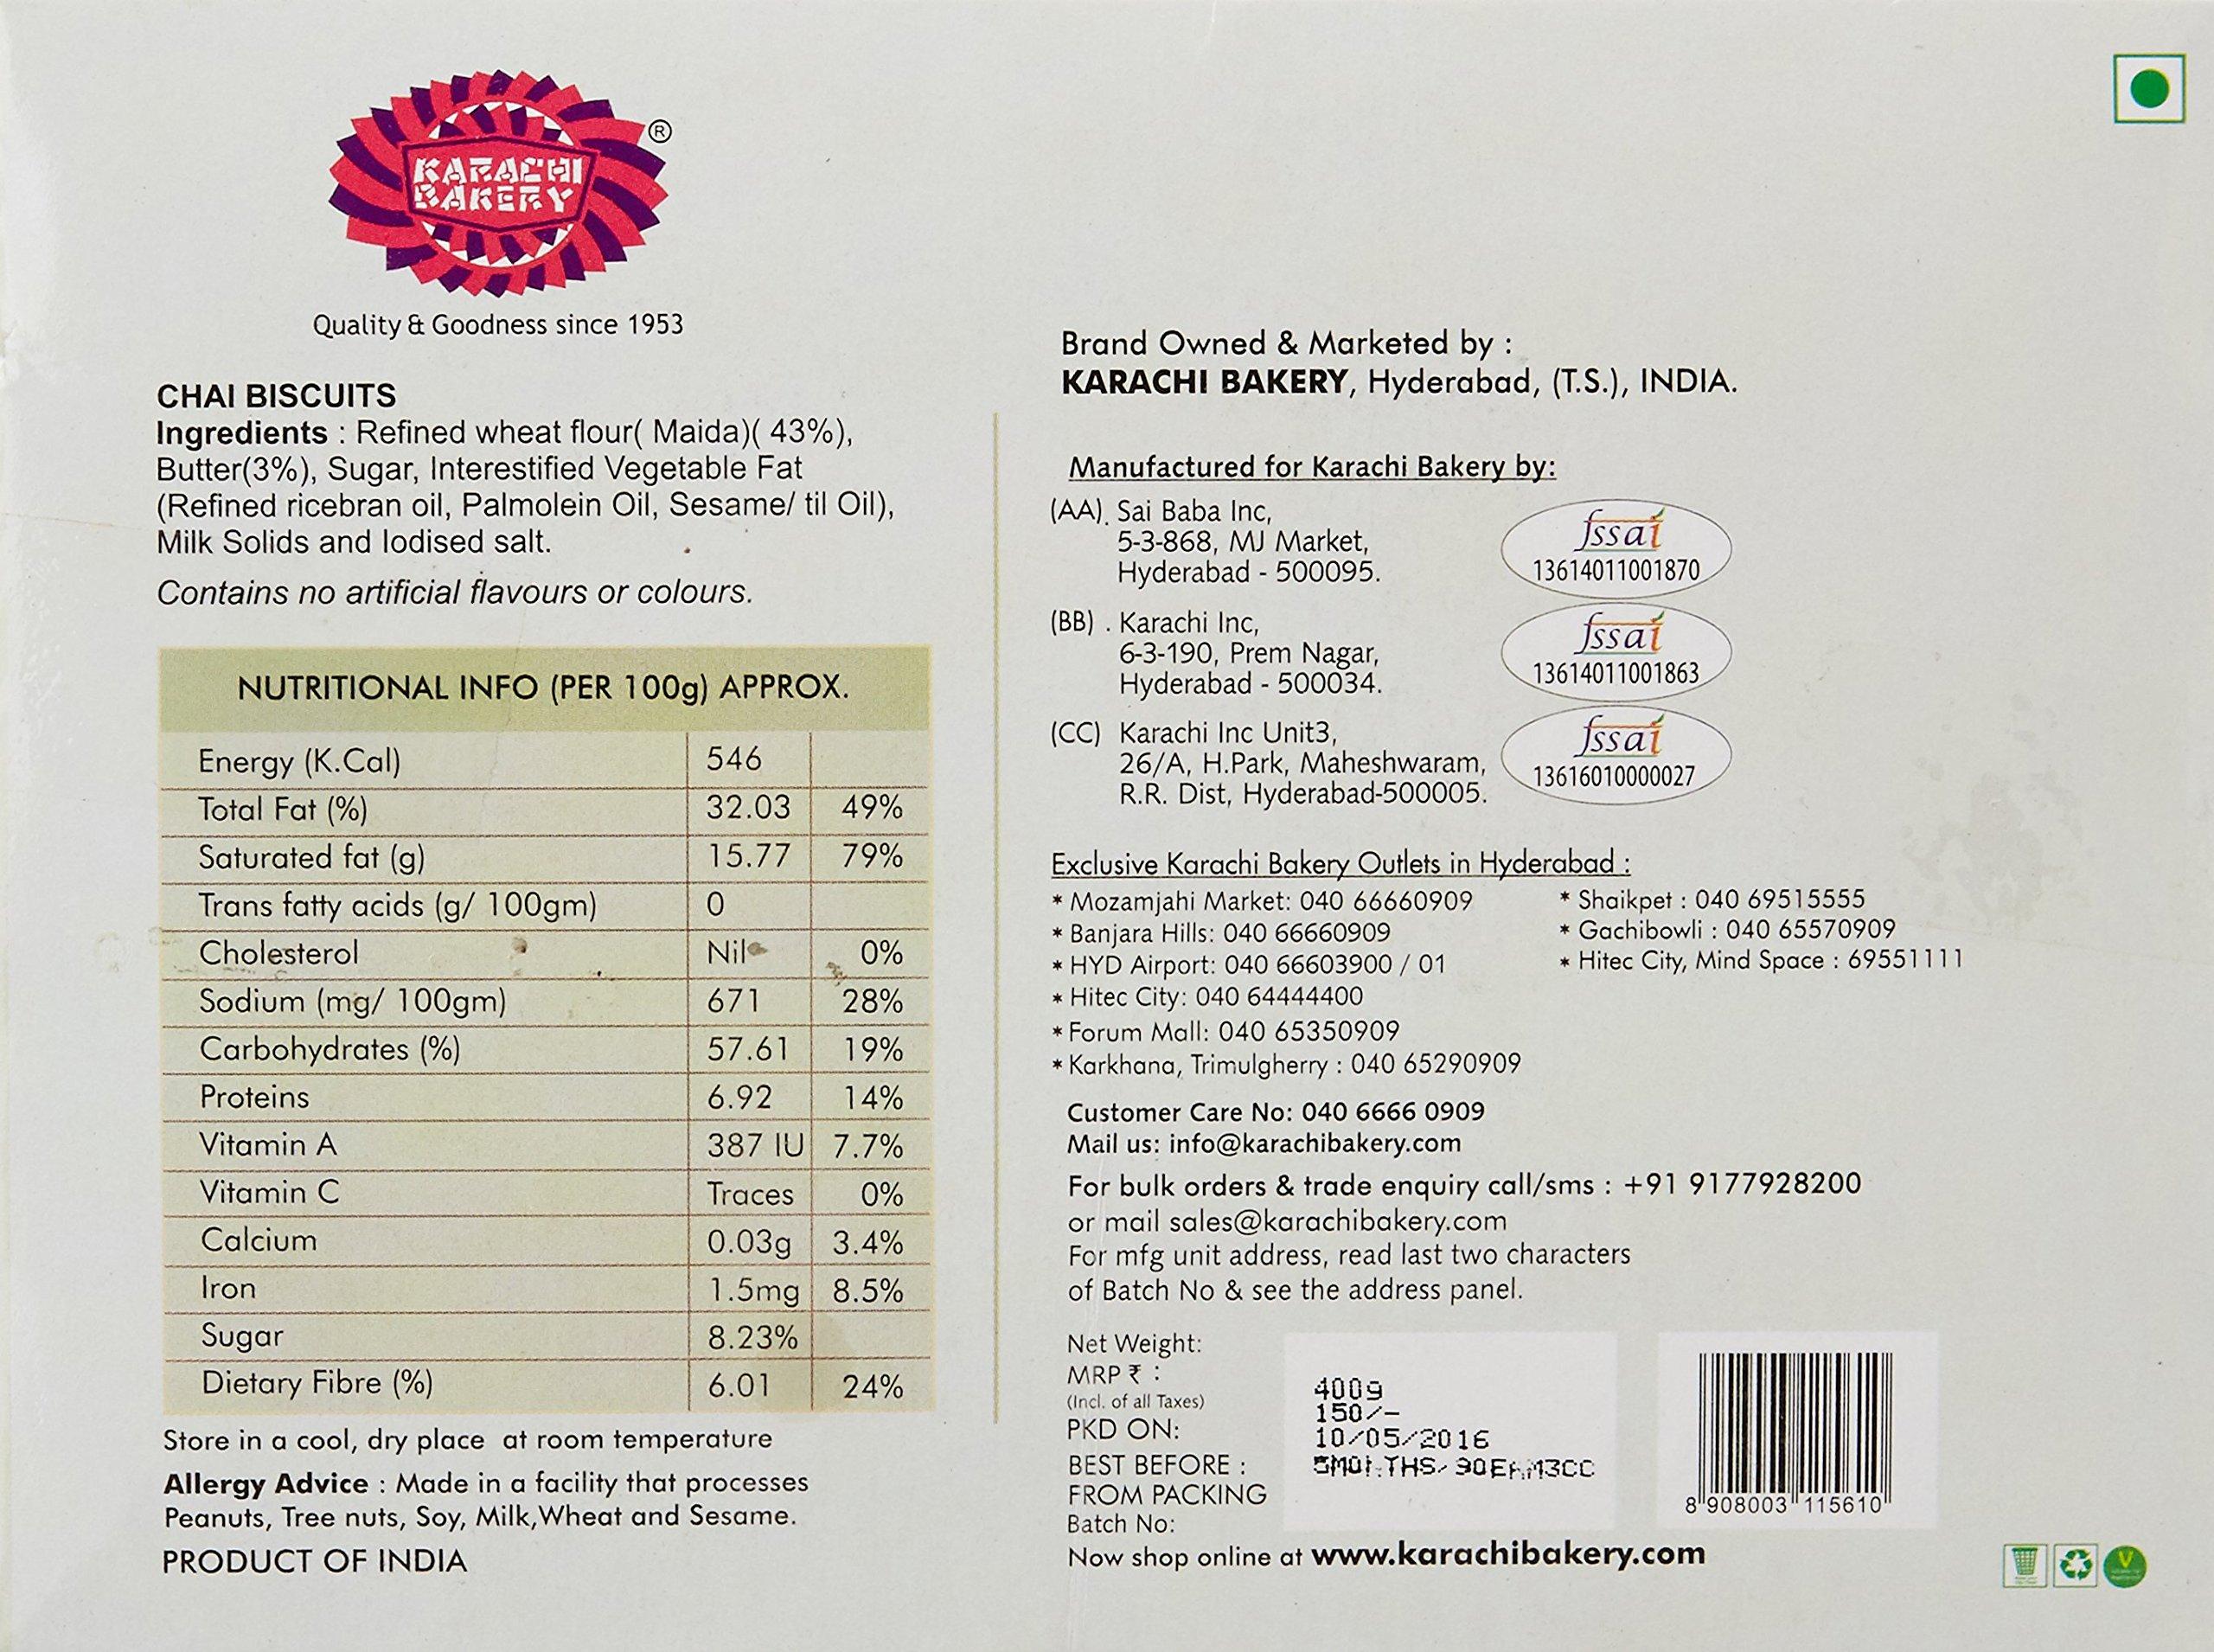 KARACHI
BAKERY
®
Quality & Goodness since 1953
CHAI BISCUITS
Ingredients : Refined wheat flour( Maida)( 43%),
Butter(3%), Sugar, Interestified Vegetable Fat
(Refined ricebran oil, Palmolein Oil, Sesame/ til Oil),
Milk Solids and Iodised salt.
Contains no artificial flavours or colours.
NUTRITIONAL INFO (PER 100g) APPROX.
Energy (K.Cal) 546
Total Fat (%) 32.03 49%
Saturated fat (g) 15.77 79%
Trans fatty acids (g/ 100gm) 0
Cholesterol Nil 0%
Sodium (mg/ 100gm) 671 28%
Carbohydrates (%) 57.61 19%
Proteins 6.92 14%
Vitamin A 387 IU 7.7%
Vitamin C Traces 0%
Calcium 0.03g 3.4%
Iron 1.5mg 8.5%
Sugar 8.23%
Dietary Fibre (%) 6.01 24%
Store in a cool, dry place at room temperature
Allergy Advice : Made in a facility that processes
Peanuts, Tree nuts, Soy, Milk,Wheat and Sesame.
PRODUCT OF INDIA
Brand Owned & Marketed by :
KARACHI BAKERY, Hyderabad, (T.S.), INDIA.
Manufactured for Karachi Bakery by:
(AA). Sai Baba Inc,
5-3-868, MJ Market,
Hyderabad - 500095.
fssai
13614011001870
(BB) . Karachi Inc,
6-3-190, Prem Nagar,
Hyderabad - 500034.
fssai
13614011001863
(CC) Karachi Inc Unit3,
26/A, H.Park, Maheshwaram,
R.R. Dist, Hyderabad-500005.
fssai
13616010000027
Exclusive Karachi Bakery Outlets in Hyderabad :
* Mozamjahi Market: 040 66660909
* Banjara Hills: 040 66660909
* HYD Airport: 040 66603900 / 01
* Hitec City: 040 64444400
* Forum Mall: 040 65350909
* Karkhana, Trimulgherry : 040 65290909
* Shaikpet : 040 69515555
* Gachibowli : 040 65570909
* Hitec City, Mind Space : 69551111
Customer Care No: 040 6666 0909
Mail us: info@karachibakery.com
For bulk orders & trade enquiry call/sms : +91 9177928200
or mail sales@karachibakery.com
For mfg unit address, read last two characters
of Batch No & see the address panel.
Net Weight:
MRP ₹ :
(Incl. of all Taxes)
PKD ON:
BEST BEFORE :
FROM PACKING
Batch No:
400g
150/-
10/05/2016
5MONTHS/
8 908003 115610
Now shop online at www.karachibakery.com
V